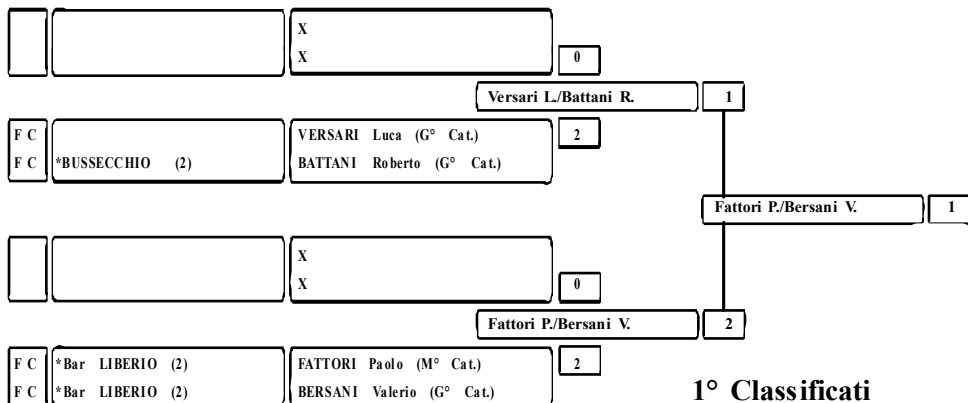 X
X 0
Versari L./Battani R. 1
F C VERSARI Luca (G° Cat.) 2
F C *BUSSECCHIO (2) BATTANI Roberto (G° Cat.)
Fattori P./Bersani V. 1
X
X 0
Fattori P./Bersani V. 2
F C *Bar LIBERIO (2) FATTORI Paolo (M° Cat.) 2
F C *Bar LIBERIO (2) BERSANI Valerio (G° Cat.)
1° Classificati